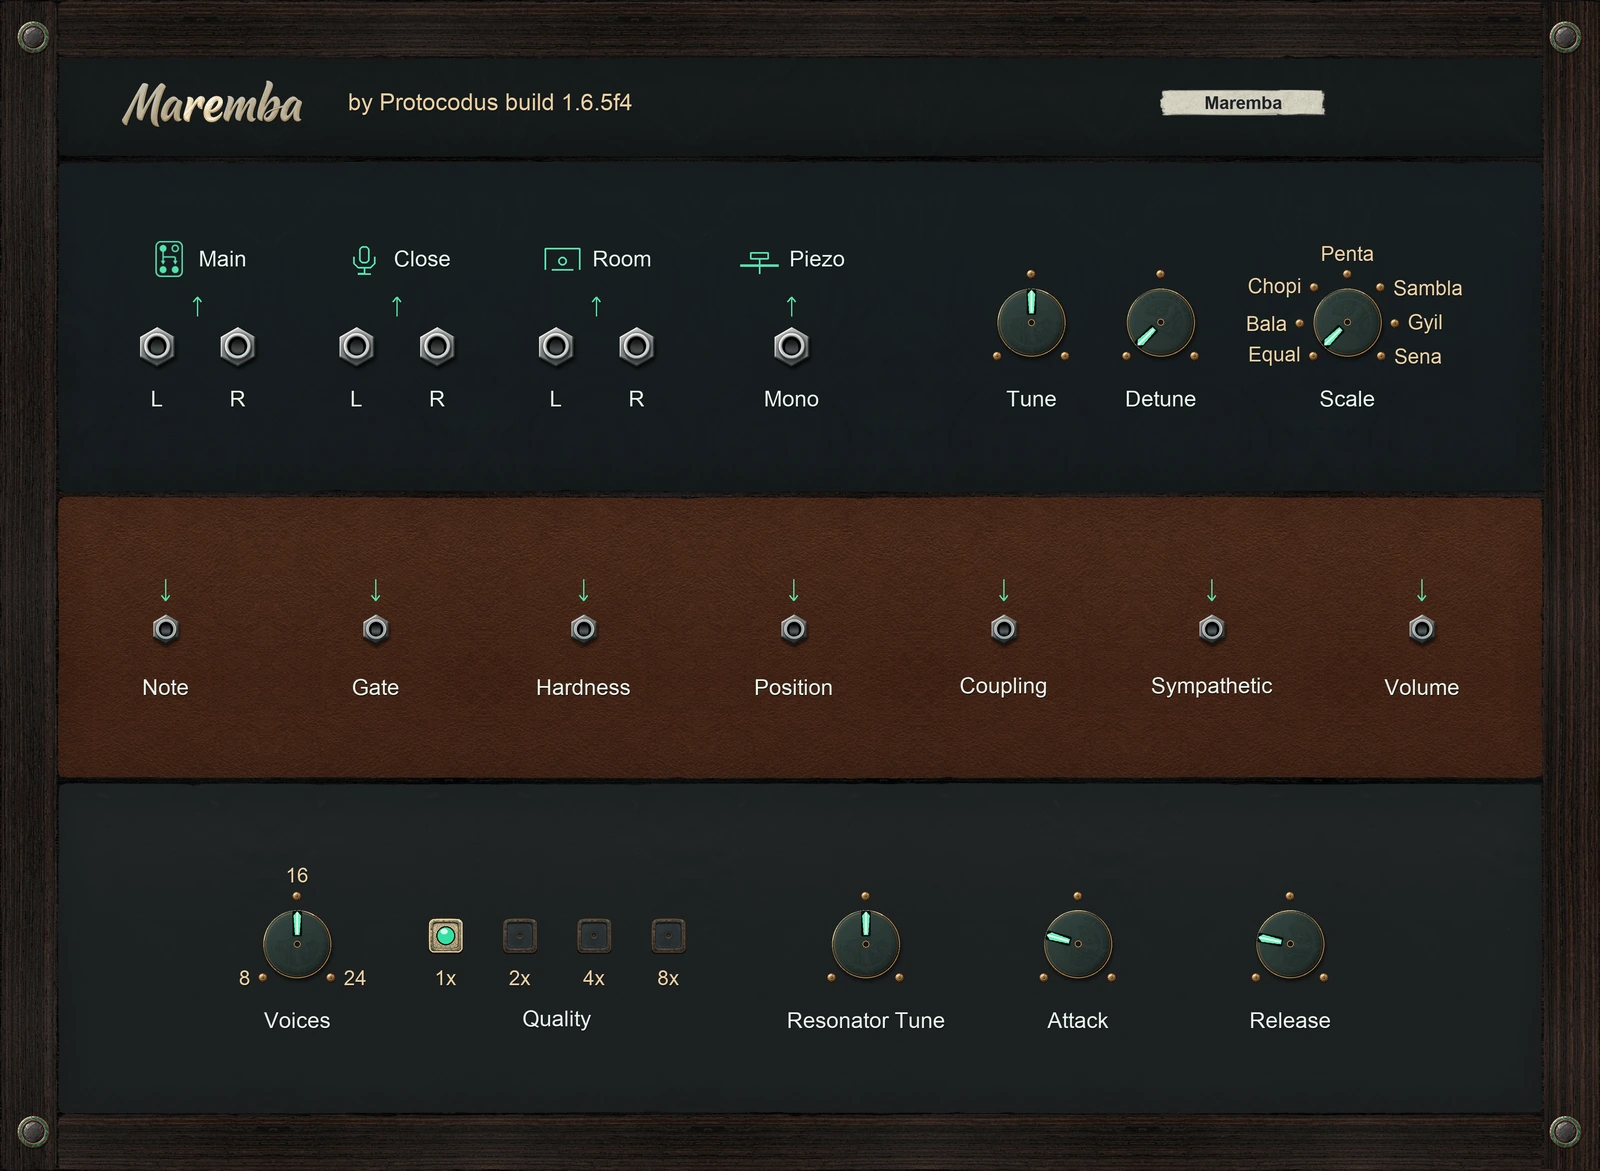 Maremba by Protocodus build 1.6.5f4
Maremba
Main Close Room Piezo
L R L R L R Mono
Tune Detune
Penta
Chopi Sambla
Bala Gyil
Equal Sena
Scale
Note Gate Hardness Position Coupling Sympathetic Volume
16
8 24
Voices
1x 2x 4x 8x
Quality
Resonator Tune Attack Release